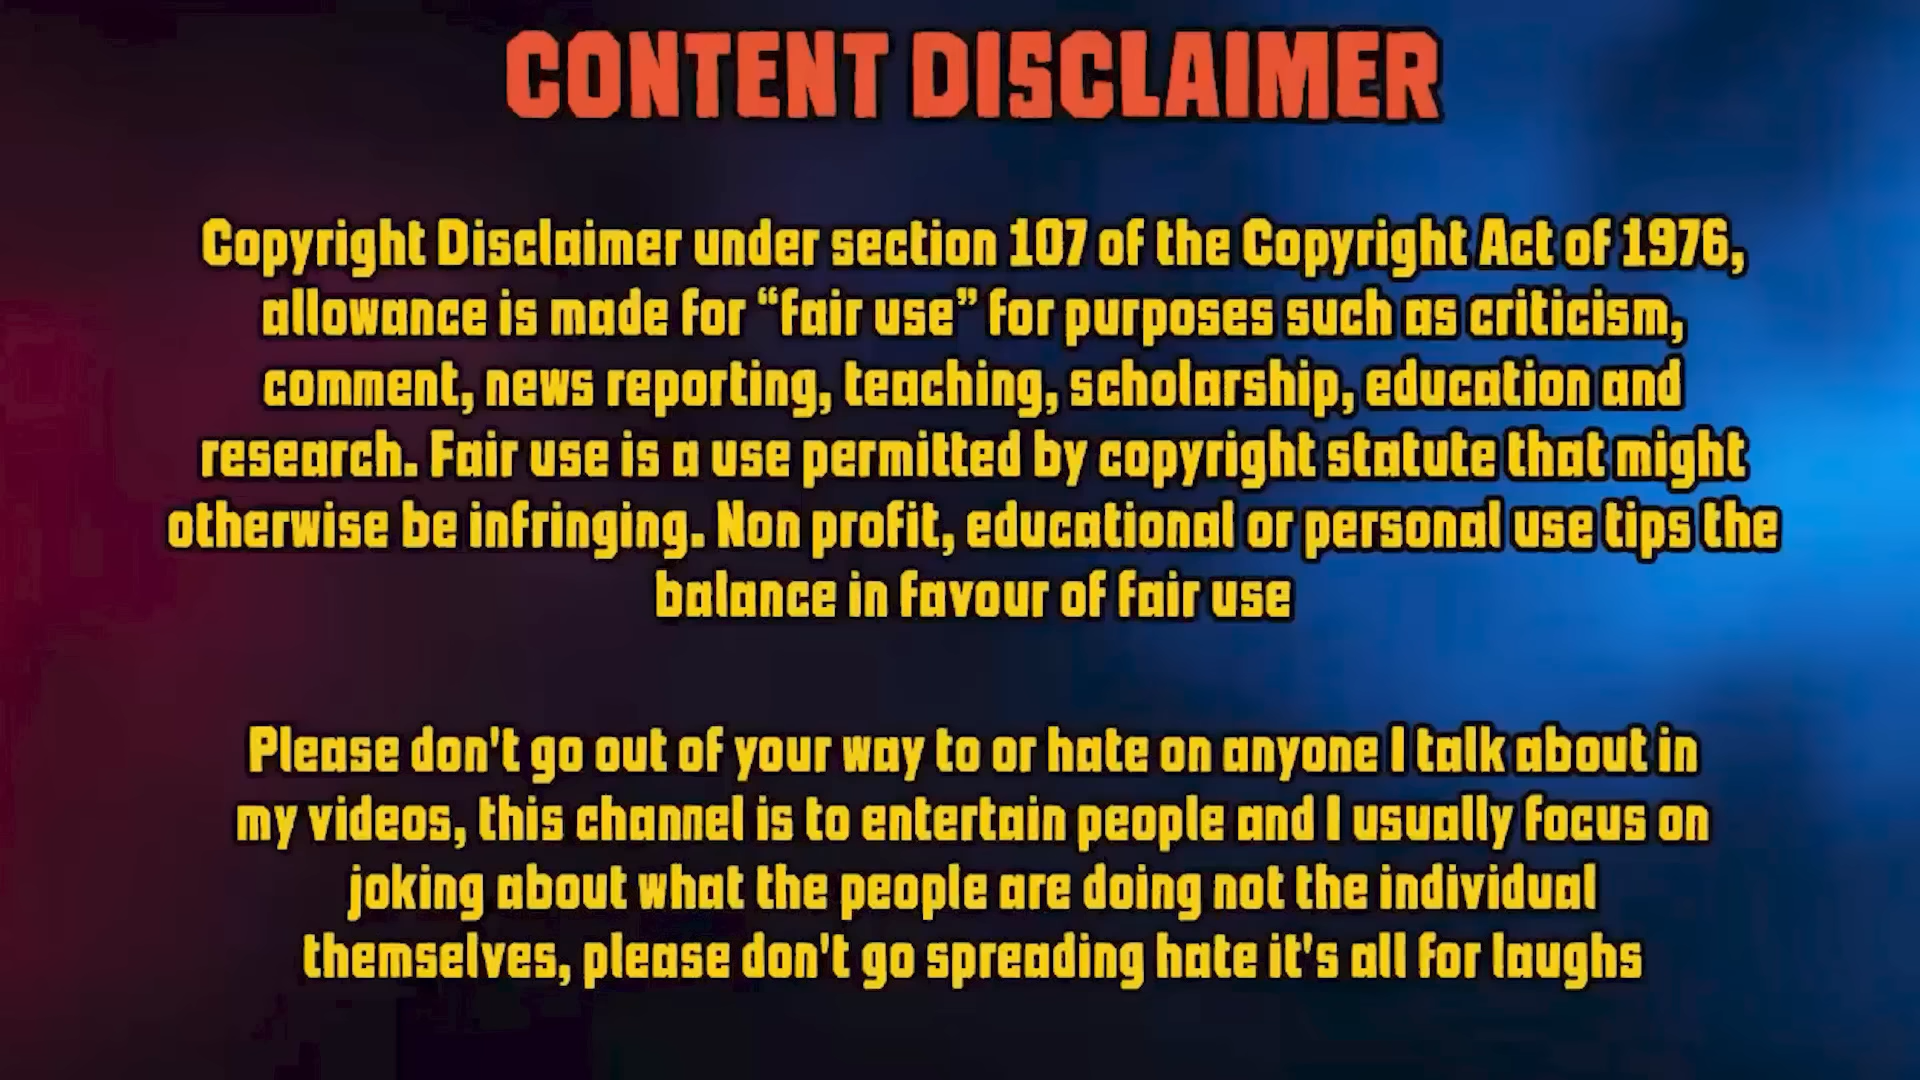 CONTENT DISCLAIMER
Copyright Disclaimer under section 107 of the Copyright Act of 1976,
allowance is made for “fair use” for purposes such as criticism,
comment, news reporting, teaching, scholarship, education and
research. Fair use is a use permitted by copyright statute that might
otherwise be infringing. Non profit, educational or personal use tips the
balance in favour of fair use
Please don't go out of your way to or hate on anyone I talk about in
my videos, this channel is to entertain people and I usually focus on
joking about what the people are doing not the individual
themselves, please don't go spreading hate it's all for laughs